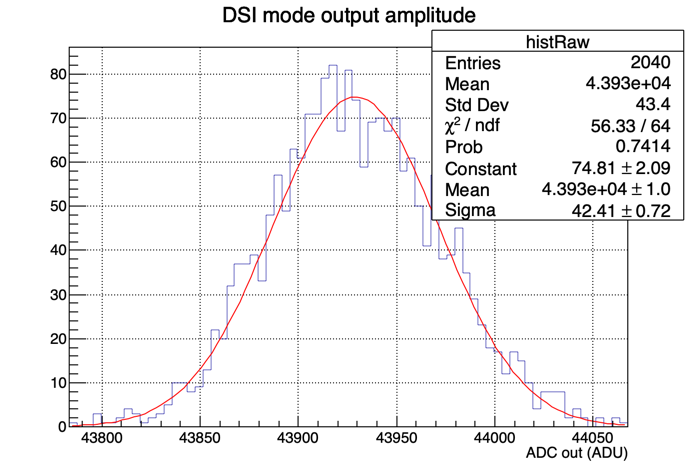 DSI mode output amplitude
histRaw
Entries 2040
Mean 4.393e+04
Std Dev 43.4
χ² / ndf 56.33 / 64
Prob 0.7414
Constant 74.81 ± 2.09
Mean 4.393e+04 ± 1.0
Sigma 42.41 ± 0.72
80
70
60
50
40
30
20
10
0
43800 43850 43900 43950 44000 44050
ADC out (ADU)